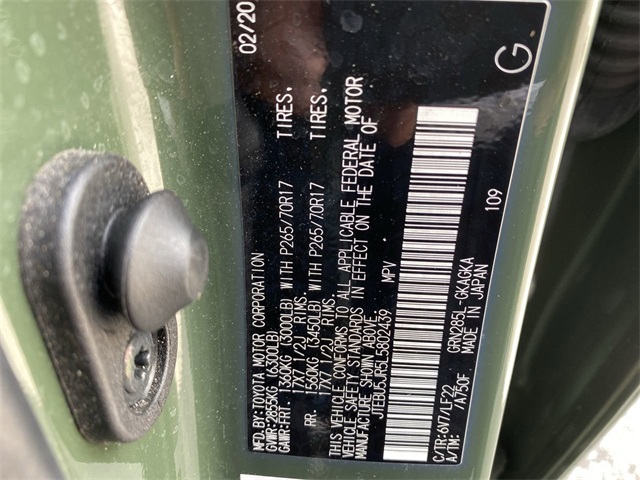 MFD. BY: TOYOTA MOTOR CORPORATION 02/20
GVWR: 2865KG (6300LB)
GAWR: FRT. 1360KG (3000LB) WITH P265/70R17 TIRES,
17X7 1/2J RIMS.
RR. 1560KG (3450LB) WITH P265/70R17 TIRES,
17X7 1/2J RIMS.
THIS VEHICLE CONFORMS TO ALL APPLICABLE FEDERAL MOTOR
VEHICLE SAFETY STANDARDS IN EFFECT ON THE DATE OF
MANUFACTURE SHOWN ABOVE.
JTEBU5JR5L5802439 MPV
109
C/TR: 6V7/LF22 GRN285L-GKAGKA
A/TM: /A750F MADE IN JAPAN
G